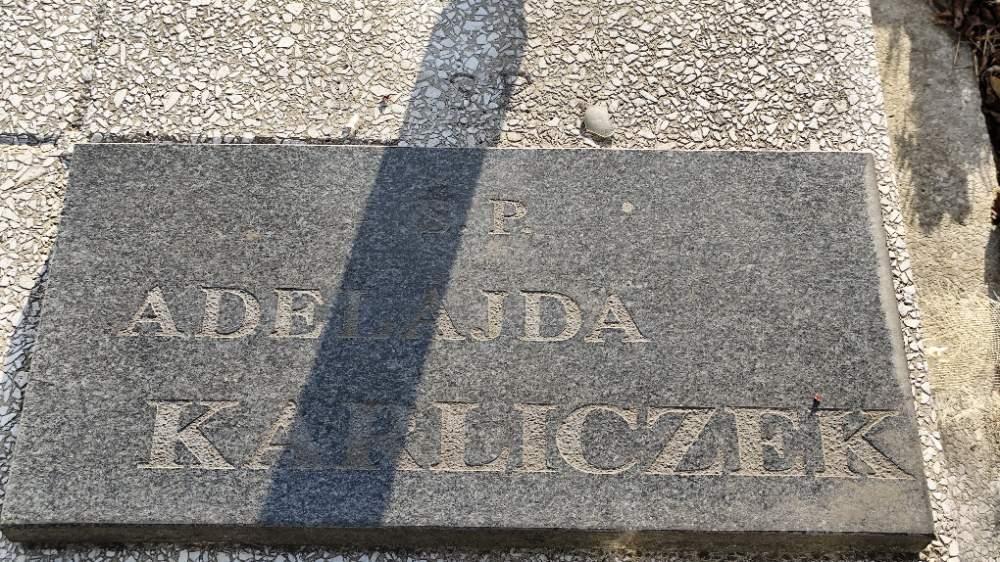 Ś. P.
ADELAJDA
KARLICZEK